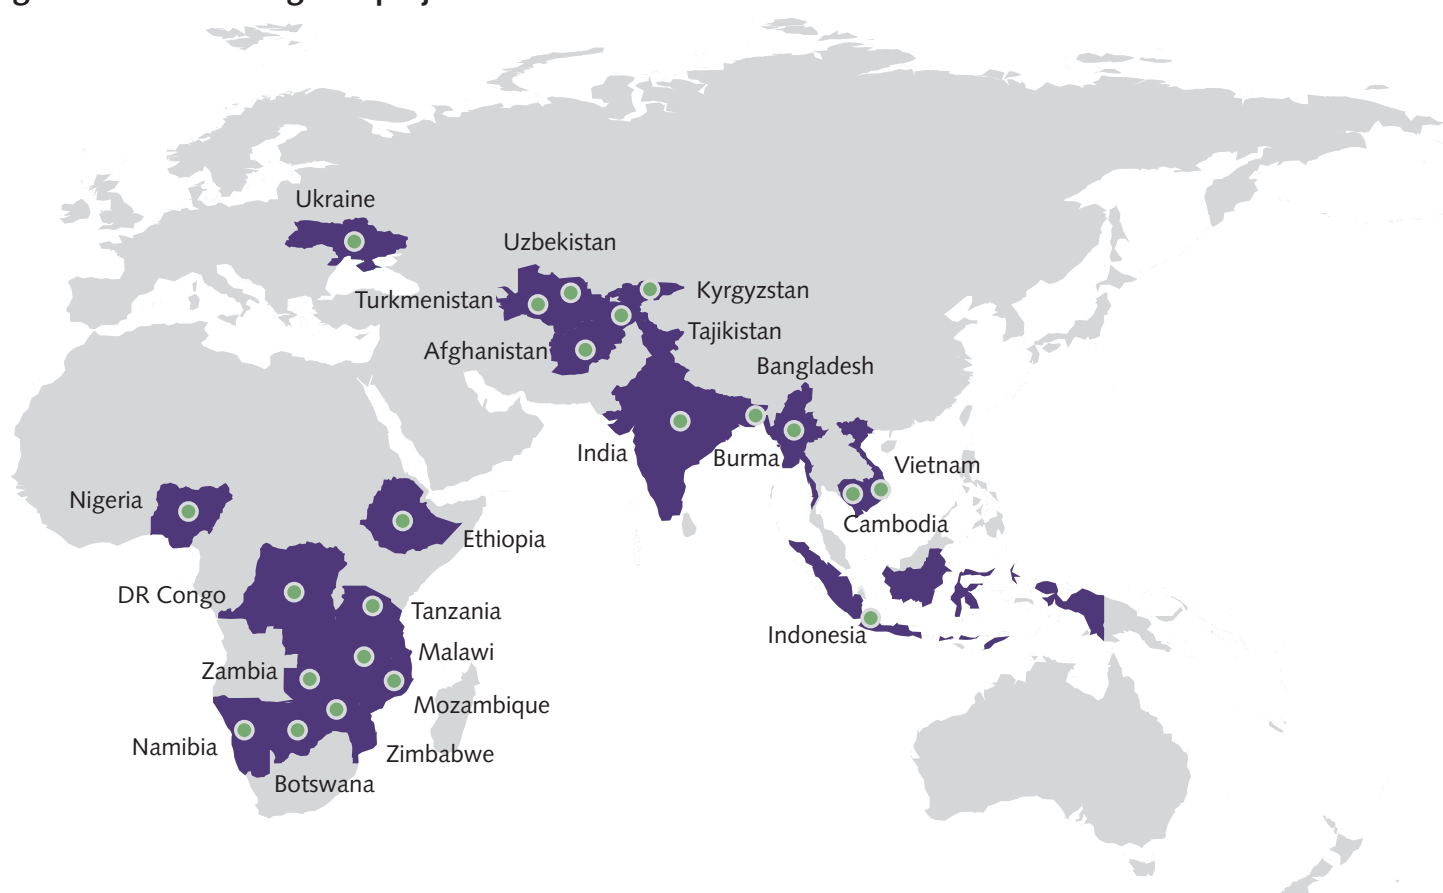 Ukraine
Uzbekistan
Turkmenistan
Kyrgyzstan
Tajikistan
Afghanistan
Bangladesh
India
Burma
Vietnam
Nigeria
Cambodia
Ethiopia
DR Congo
Tanzania
Indonesia
Malawi
Zambia
Mozambique
Namibia
Zimbabwe
Botswana